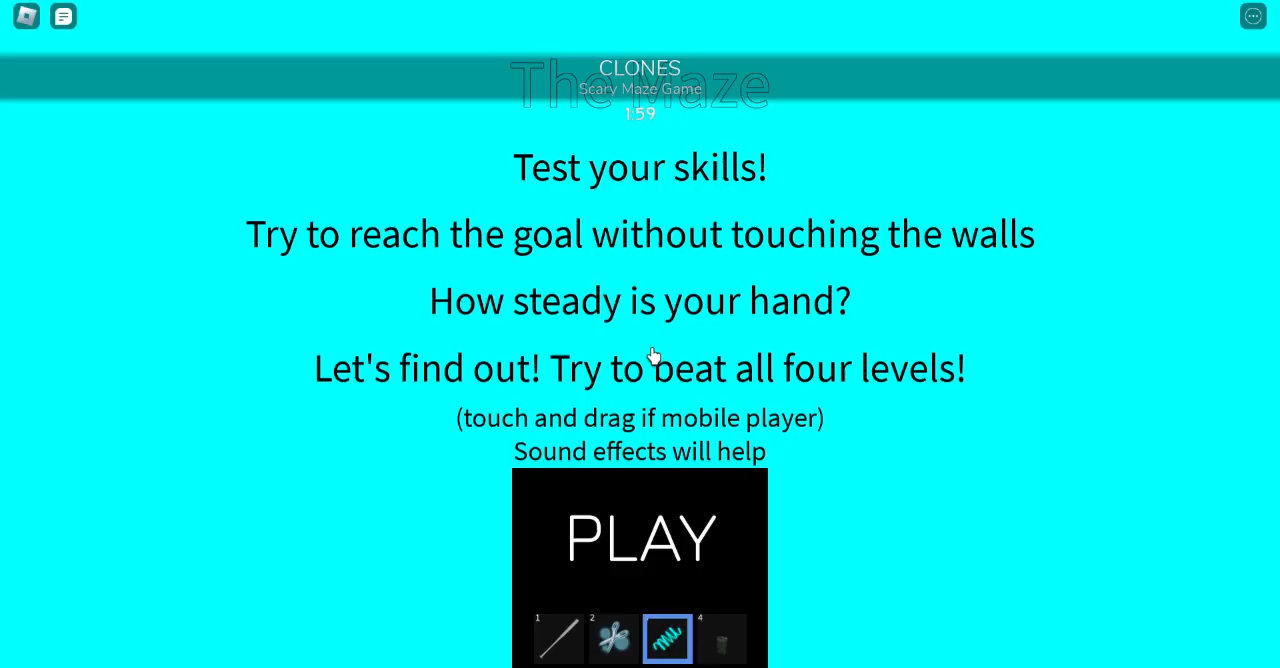 CLONES
The Maze
Scary Maze Game
1:59
Test your skills!
Try to reach the goal without touching the walls
How steady is your hand?
Let's find out! Try to beat all four levels!
(touch and drag if mobile player)
Sound effects will help
PLAY
1 2 4